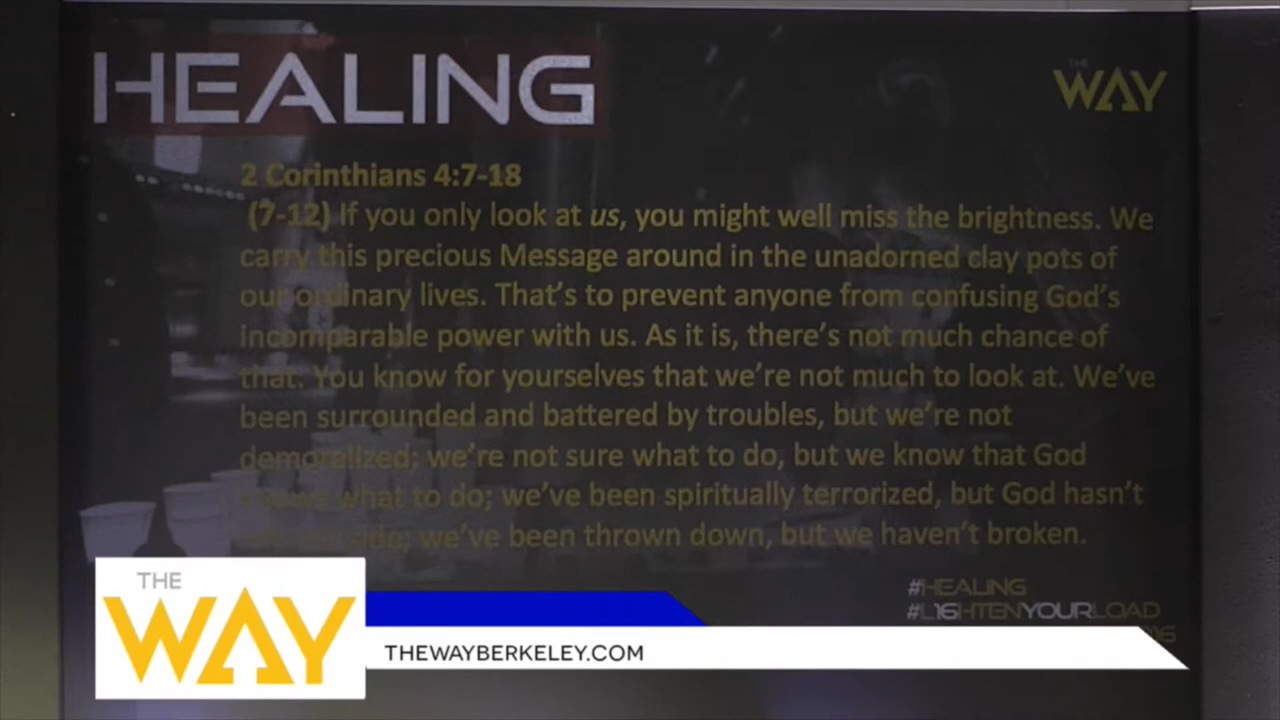 HEALING
THE
WAY
2 Corinthians 4:7-18
(7-12) If you only look at us, you might well miss the brightness. We
carry this precious Message around in the unadorned clay pots of
our ordinary lives. That's to prevent anyone from confusing God's
incomparable power with us. As it is, there's not much chance of
that. You know for yourselves that we're not much to look at. We've
been surrounded and battered by troubles, but we're not
demoralized; we're not sure what to do, but we know that God
knows what to do; we've been spiritually terrorized, but God hasn't
side; we've been thrown down, but we haven't broken.
#HEALING
#L16HTENYOURLOAD
16
THE
WAY
THEWAYBERKELEY.COM